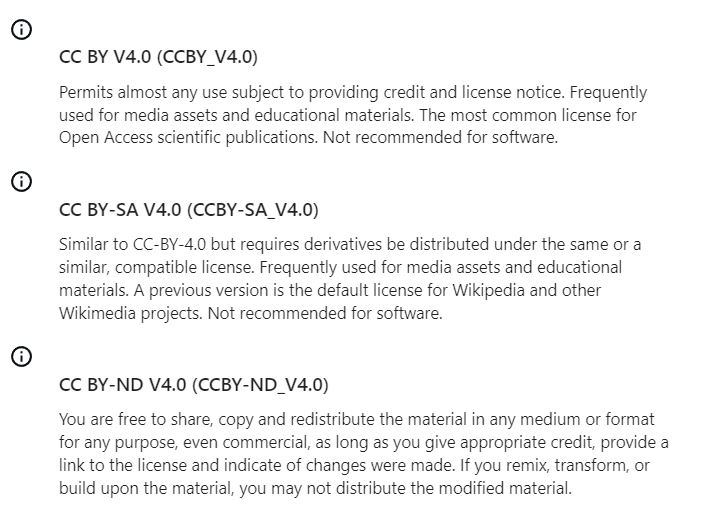 CC BY V4.0 (CCBY_V4.0)
Permits almost any use subject to providing credit and license notice. Frequently
used for media assets and educational materials. The most common license for
Open Access scientific publications. Not recommended for software.
CC BY-SA V4.0 (CCBY-SA_V4.0)
Similar to CC-BY-4.0 but requires derivatives be distributed under the same or a
similar, compatible license. Frequently used for media assets and educational
materials. A previous version is the default license for Wikipedia and other
Wikimedia projects. Not recommended for software.
CC BY-ND V4.0 (CCBY-ND_V4.0)
You are free to share, copy and redistribute the material in any medium or format
for any purpose, even commercial, as long as you give appropriate credit, provide a
link to the license and indicate of changes were made. If you remix, transform, or
build upon the material, you may not distribute the modified material.